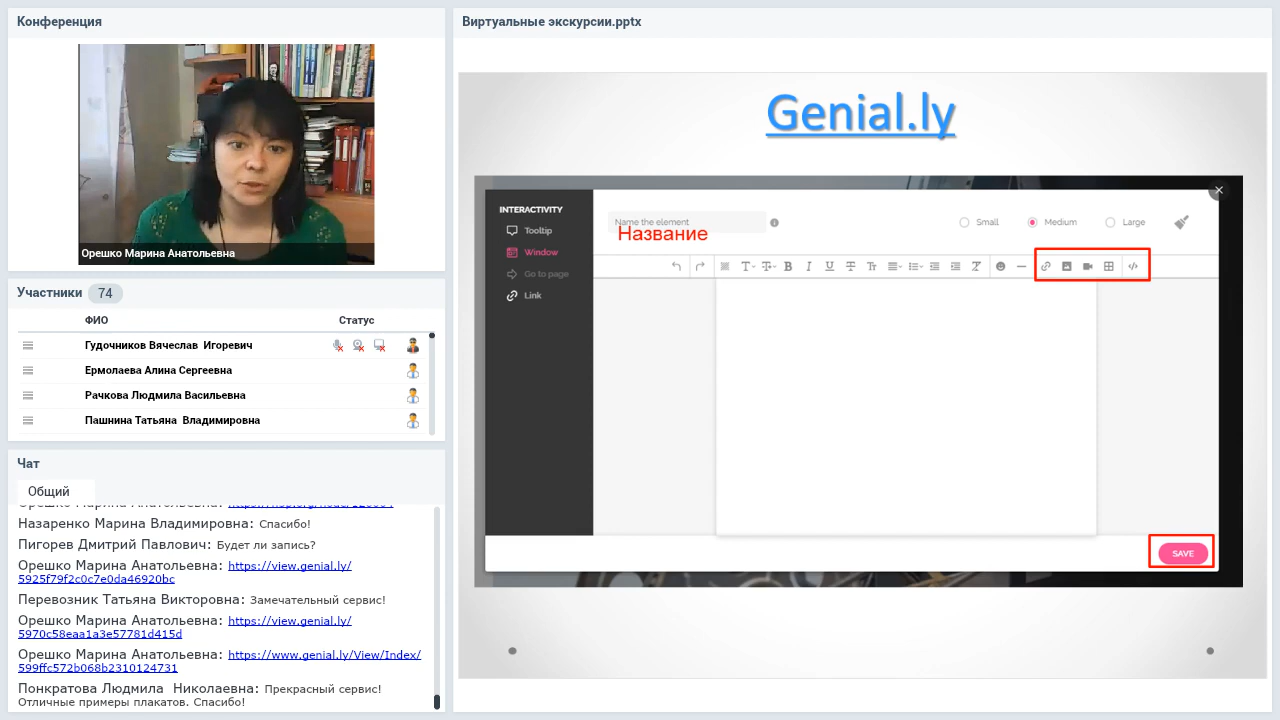 Конференция
Орешко Марина Анатольевна
Участники 74
ФИО Статус
Гудочников Вячеслав Игоревич
Ермолаева Алина Сергеевна
Рачкова Людмила Васильевна
Пашнина Татьяна Владимировна
Чат
Общий
Орешко Марина Анатольевна:
Назаренко Марина Владимировна: Спасибо!
Пигорев Дмитрий Павлович: Будет ли запись?
Орешко Марина Анатольевна: https://view.genial.ly/
5925f79f2c0c7e0da46920bc
Перевозник Татьяна Викторовна: Замечательный сервис!
Орешко Марина Анатольевна: https://view.genial.ly/
5970c58eaa1a3e57781d415d
Орешко Марина Анатольевна: https://www.genial.ly/View/Index/
599ffc572b068b2310124731
Понкратова Людмила Николаевна: Прекрасный сервис!
Отличные примеры плакатов. Спасибо!
Виртуальные экскурсии.pptx
Genial.ly
INTERACTIVITY
Tooltip
Window
Go to page
Link
Name the element
Название
Small Medium Large
SAVE